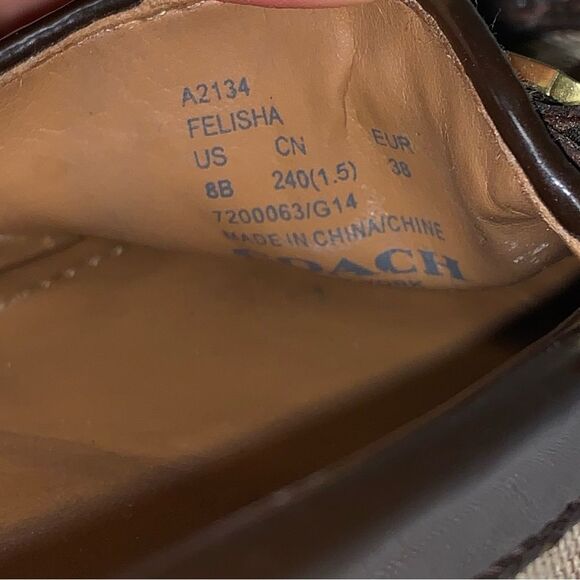 A2134
FELISHA
US CN EUR
8B 240(1.5) 38
7200063/G14
MADE IN CHINA/CHINE
COACH